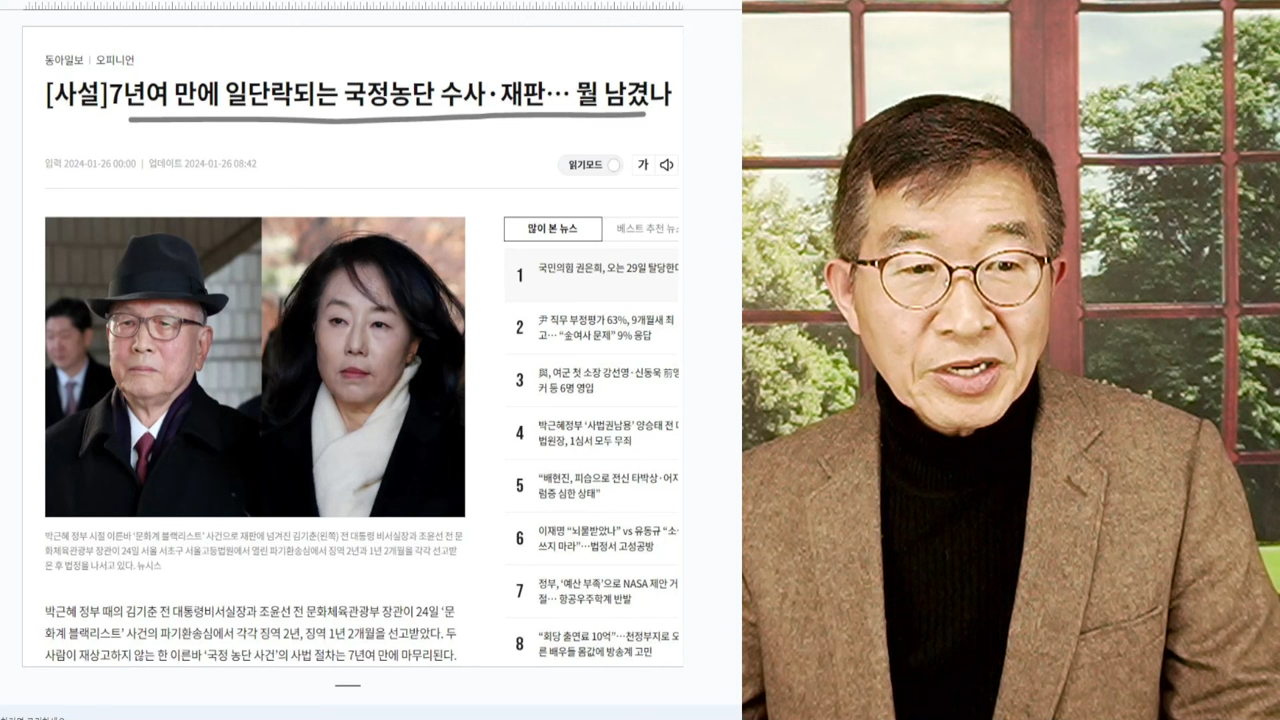 동아일보 | 오피니언
[사설]7년여 만에 일단락되는 국정농단 수사·재판… 뭘 남겼나
입력 2024-01-26 00:00 | 업데이트 2024-01-26 08:42
읽기모드
가
박근혜 정부 시절 이른바 '문화계 블랙리스트' 사건으로 재판에 넘겨진 김기춘(왼쪽) 전 대통령 비서실장과 조윤선 전 문
화체육관광부 장관이 24일 서울 서초구 서울고등법원에서 열린 파기환송심에서 징역 2년과 1년 2개월을 각각 선고받
은 후 법정을 나서고 있다. 뉴시스
박근혜 정부 때의 김기춘 전 대통령비서실장과 조윤선 전 문화체육관광부 장관이 24일 '문
화계 블랙리스트' 사건의 파기환송심에서 각각 징역 2년, 징역 1년 2개월을 선고받았다. 두
사람이 재상고하지 않는 한 이른바 '국정 농단 사건'의 사법 절차는 7년여 만에 마무리된다.
많이 본 뉴스
베스트 추천 뉴
1 국민의힘 권은희, 오는 29일 탈당한
2 尹 직무 부정평가 63%, 9개월새 최
고… "金여사 문제" 9% 응답
3 與, 여군 첫 소장 강선영·신동욱 前앵
커 등 6명 영입
4 박근혜정부 '사법권남용' 양승태 전
법원장, 1심서 모두 무죄
5 "배현진, 피습으로 전신 타박상·어지
럼증 심한 상태"
6 이재명 "뇌물받았나" vs 유동규 "소
쓰지 마라"…법정서 고성공방
7 정부, '예산 부족'으로 NASA 제안 거
절… 항공우주학계 반발
8 "회당 출연료 10억"…천정부지로 오
른 배우들 몸값에 방송계 고민